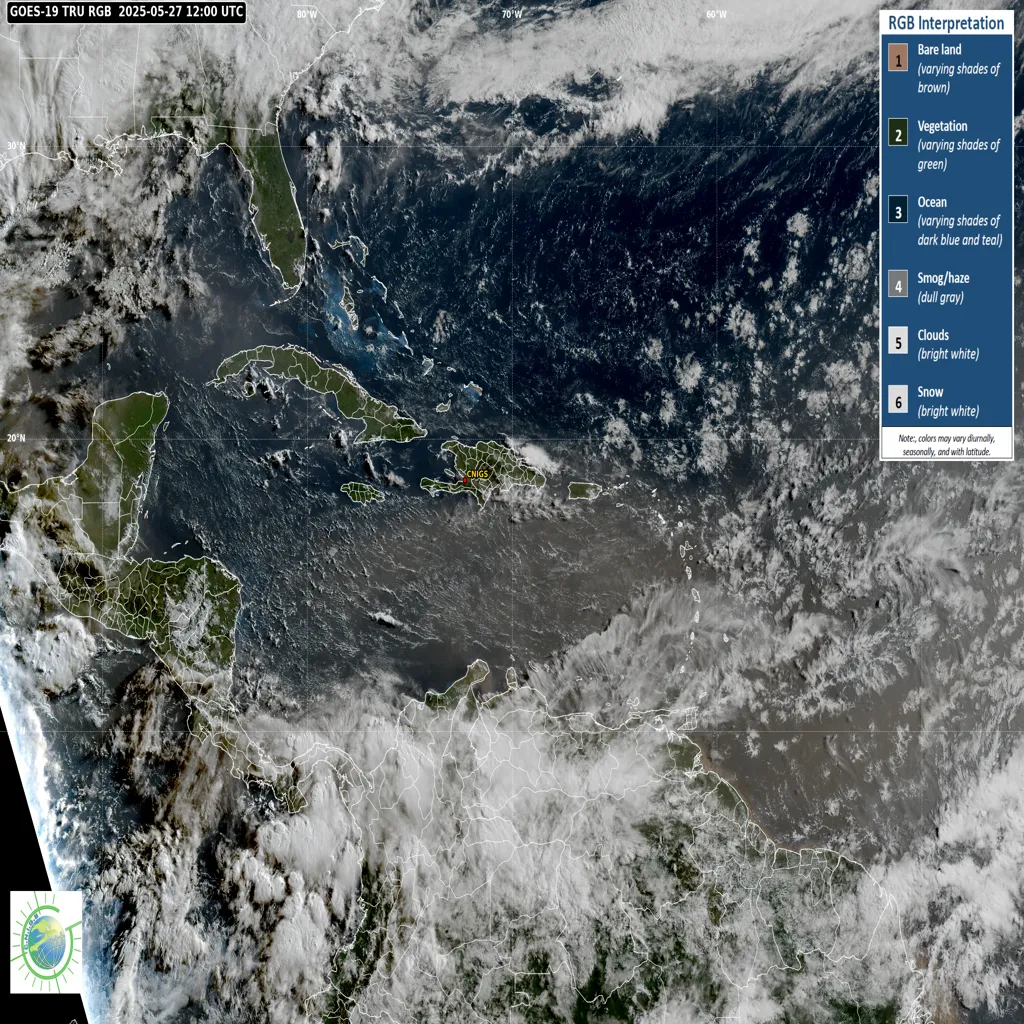 GOES-19 TRU RGB 2025-05-27 12:00 UTC
80°W
70°W
60°W
30°N
20°N
CNIGS
RGB Interpretation
1
Bare land
(varying shades of
brown)
2
Vegetation
(varying shades of
green)
3
Ocean
(varying shades of
dark blue and teal)
4
Smog/haze
(dull gray)
5
Clouds
(bright white)
6
Snow
(bright white)
Note:, colors may vary diurnally,
seasonally, and with latitude.